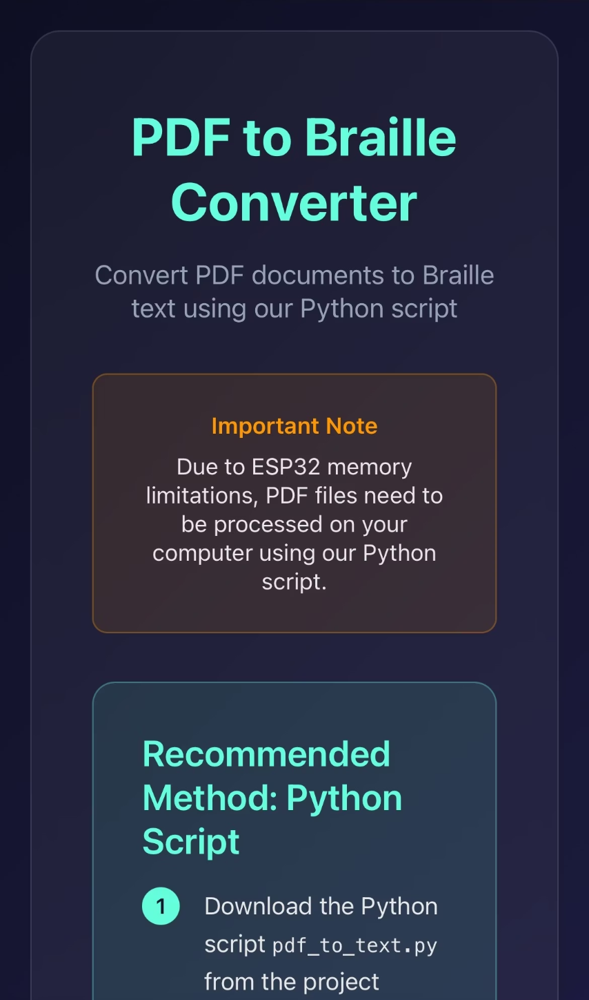 PDF to Braille
Converter
Convert PDF documents to Braille
text using our Python script
Important Note
Due to ESP32 memory
limitations, PDF files need to
be processed on your
computer using our Python
script.
Recommended
Method: Python
Script
1 Download the Python
script pdf_to_text.py
from the project